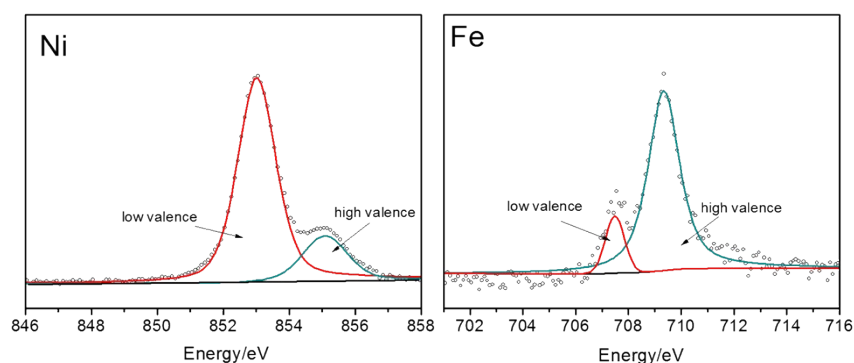 Ni
low valence
high valence
846 848 850 852 854 856 858
Energy/eV
Fe
low valence
high valence
702 704 706 708 710 712 714 716
Energy/eV